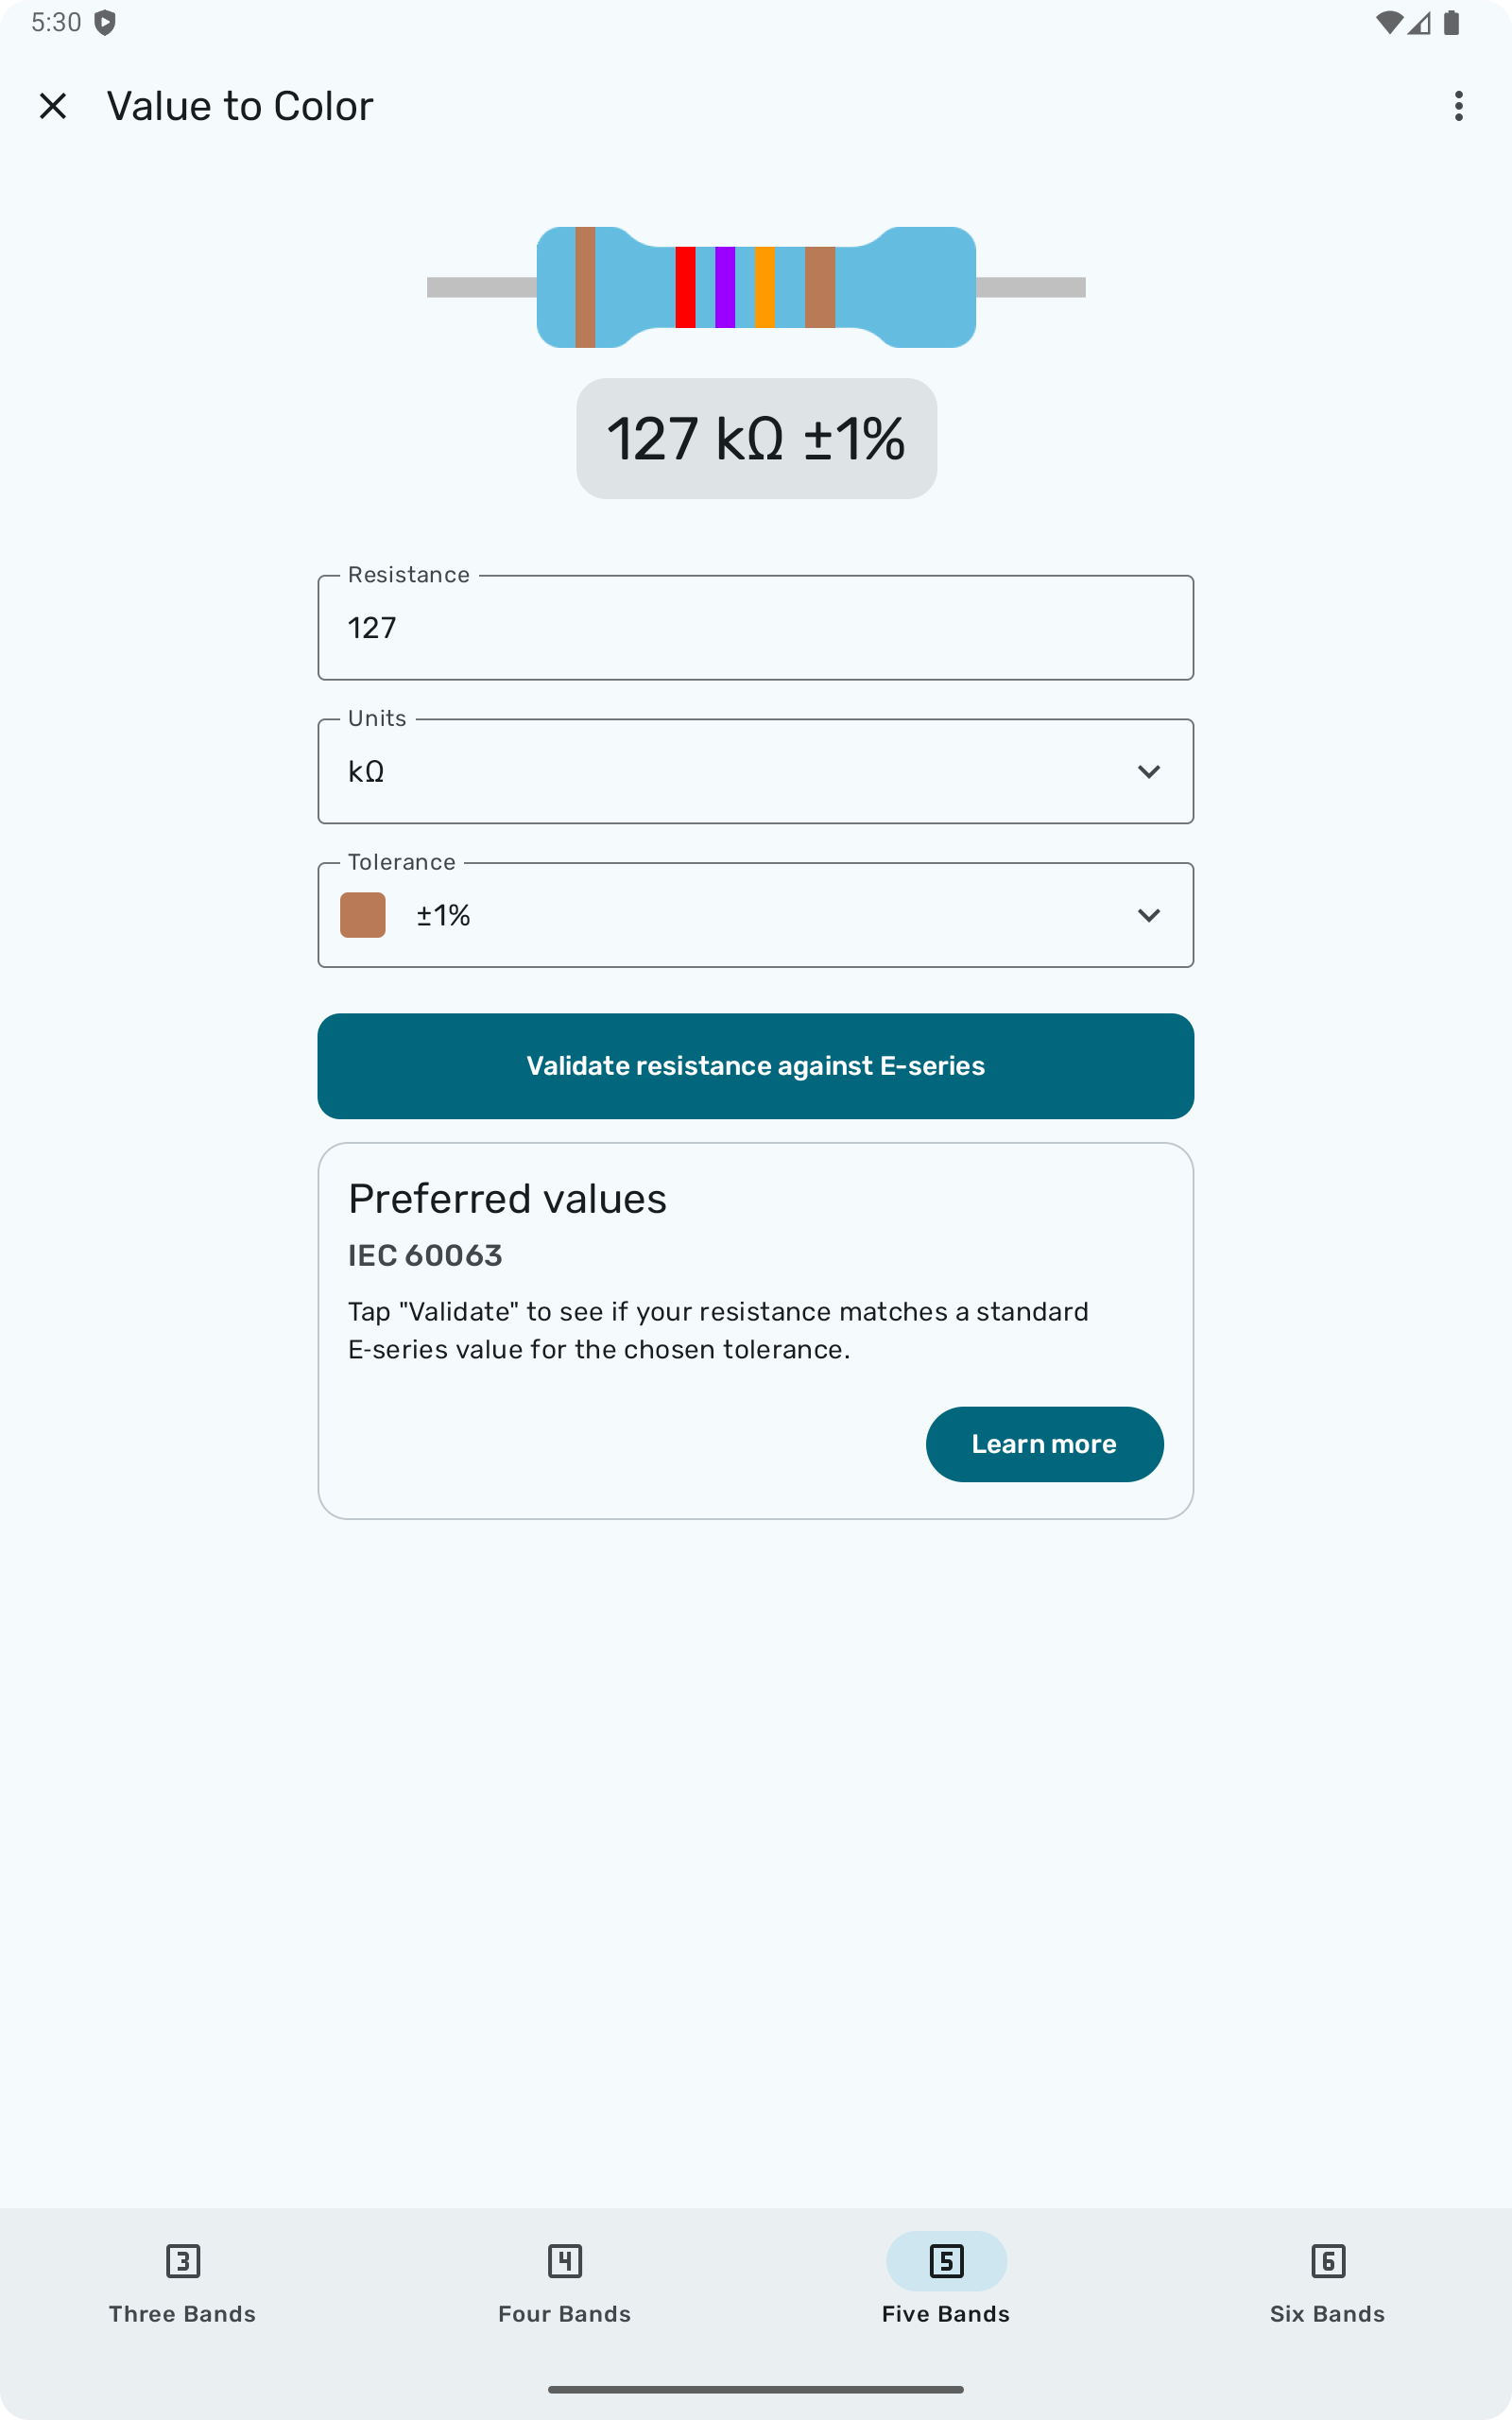 5:30
Value to Color
127 kΩ ±1%
Resistance
127
Units
kΩ
Tolerance
±1%
Validate resistance against E-series
Preferred values
IEC 60063
Tap "Validate" to see if your resistance matches a standard
E-series value for the chosen tolerance.
Learn more
3 4 5 6
Three Bands Four Bands Five Bands Six Bands